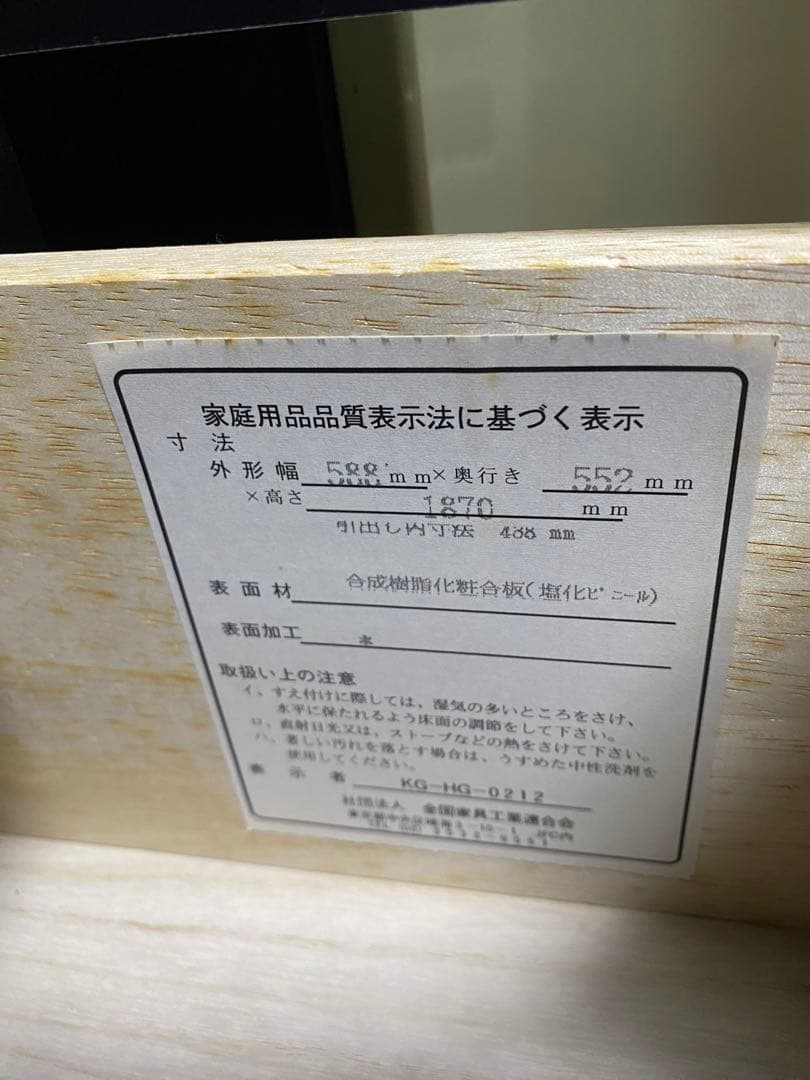 家庭用品品質表示法に基づく表示
寸 法
外 形 幅 588 mm×奥行き 552 mm
×高さ 1870 mm
引出し内寸法 438 mm
表 面 材 合成樹脂化粧合板(塩化ビニール)
表面加工
取扱い上の注意
イ、すえ付けに際しては、湿気の多いところをさけ、
水平に保たれるよう床面の調節をして下さい。
ロ、直射日光又は、ストーブなどの熱をさけて下さい。
ハ、著しい汚れを落とす場合は、うすめた中性洗剤を
使用してください。
表 示 者 KG-HG-0212
社団法人 全国家具工業連合会